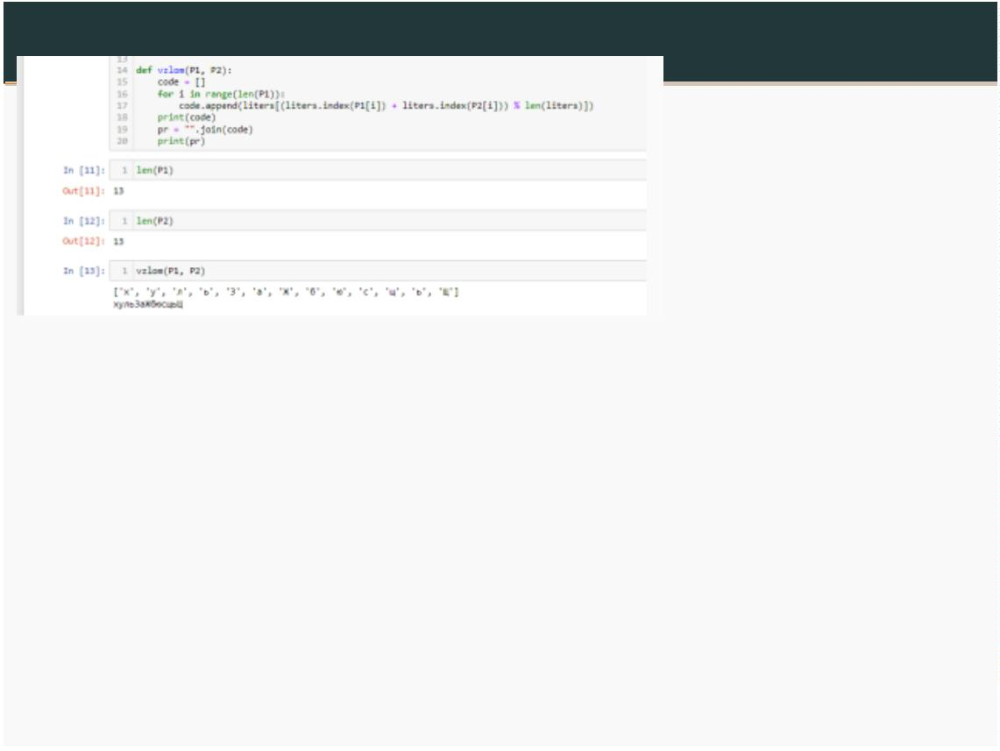 13
14 def vzlom(P1, P2):
15 code = []
16 for i in range(len(P1)):
17 code.append(liters[(liters.index(P1[i]) + liters.index(P2[i])) % len(liters)])
18 print(code)
19 pr = "".join(code)
20 print(pr)
In [11]: 1 len(P1)
Out[11]: 13
In [12]: 1 len(P2)
Out[12]: 13
In [13]: 1 vzlom(P1, P2)
['х', 'у', 'л', 'ь', 'З', 'а', 'Ж', 'б', 'ю', 'с', 'щ', 'ь',